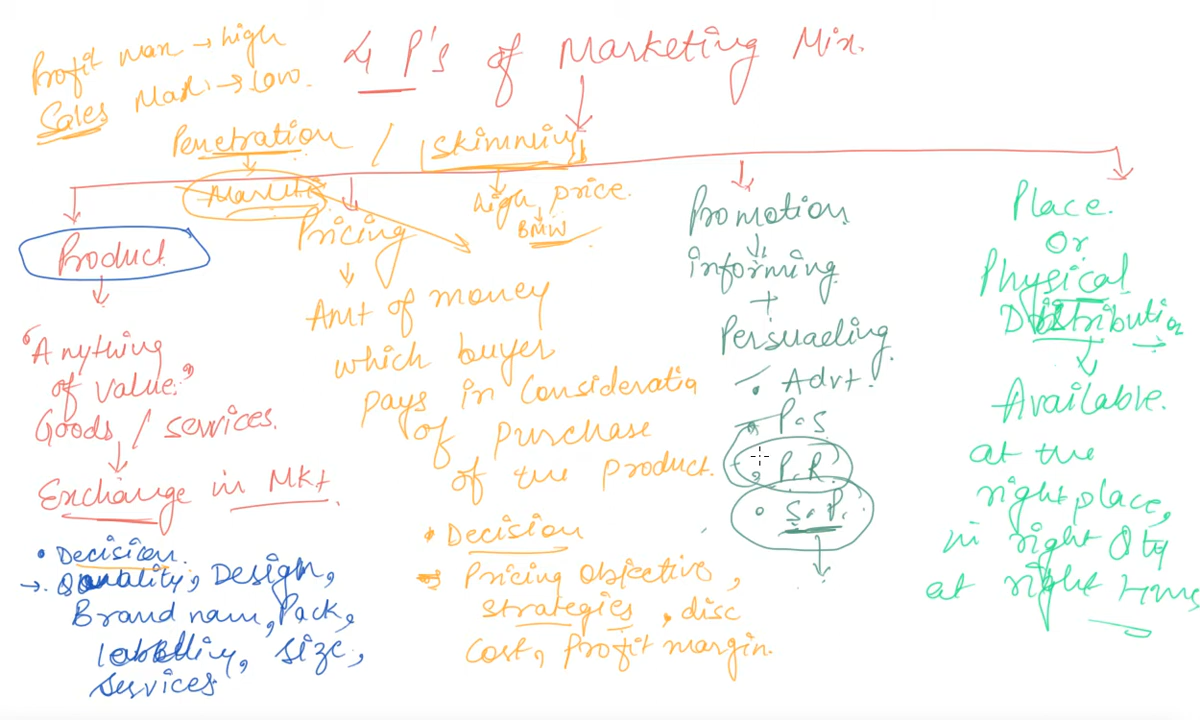 Profit Max → high
Sales Max → Low.
4 P's of Marketing Mix.
Penetration / Skimming
Market
high price.
BMW
Product
"Anything
of value."
Goods / services.
Exchange in Mkt.
• Decision.
→. Quality, Design,
Brand name, Pack,
labelling, size,
services
Pricing
Amt of money
which buyer
pays in Consideratio
of purchase
of the product.
• Decision
Pricing objective,
strategies, disc
Cost, profit margin.
Promotion
informing
+
Persuading.
• Advt.
• P.S
• P.R.
• S.P.
Place.
Or
Physical
Distribution
Available.
at the
right place,
in right Qty
at right time,